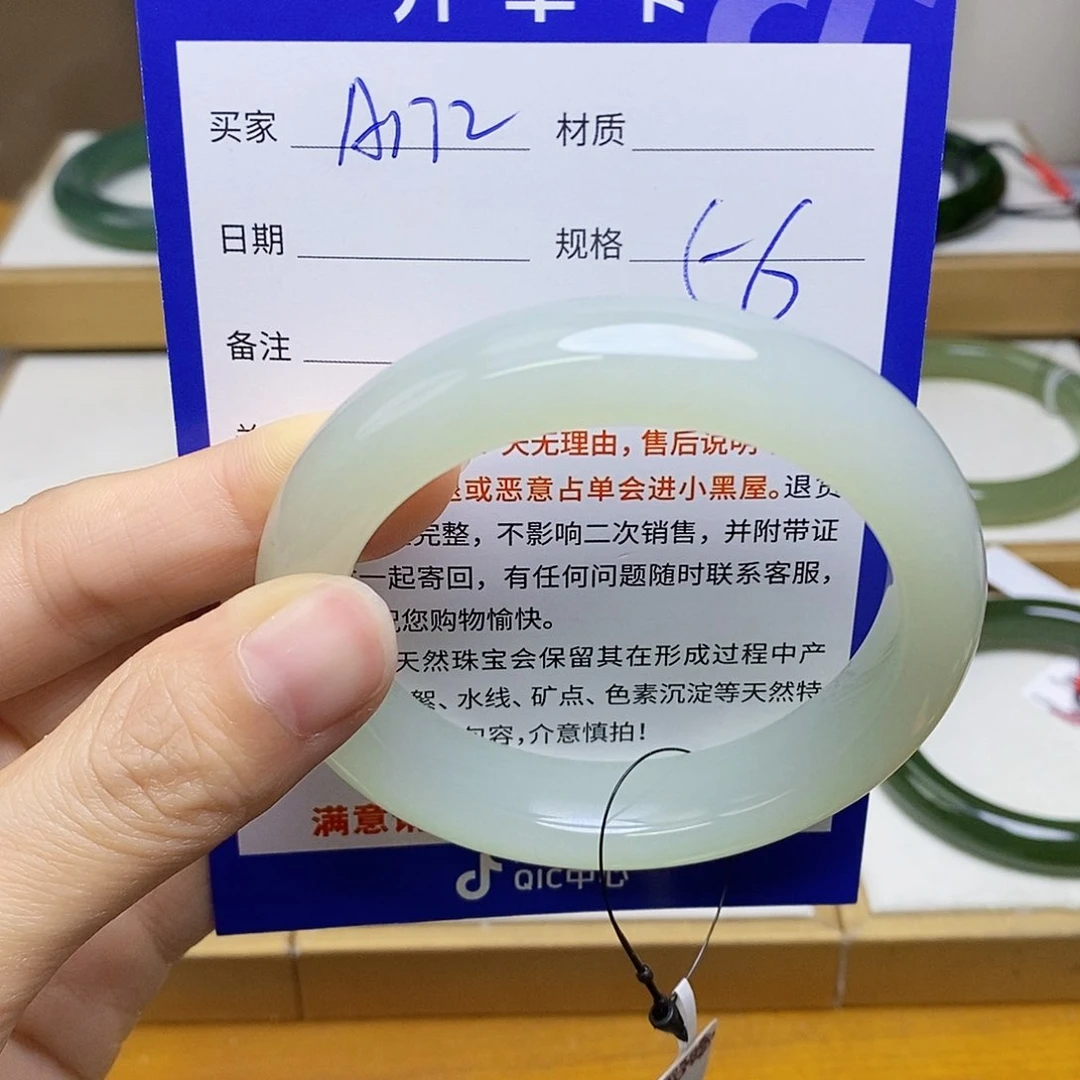 买家 A172 材质
日期 规格 56
备注
天无理由，售后说明
退或恶意占单会进小黑屋。退货
完整，不影响二次销售，并附带证
一起寄回，有任何问题随时联系客服，
祝您购物愉快。
天然珠宝会保留其在形成过程中产
絮、水线、矿点、色素沉淀等天然特
包容，介意慎拍！
满意
QIC中心